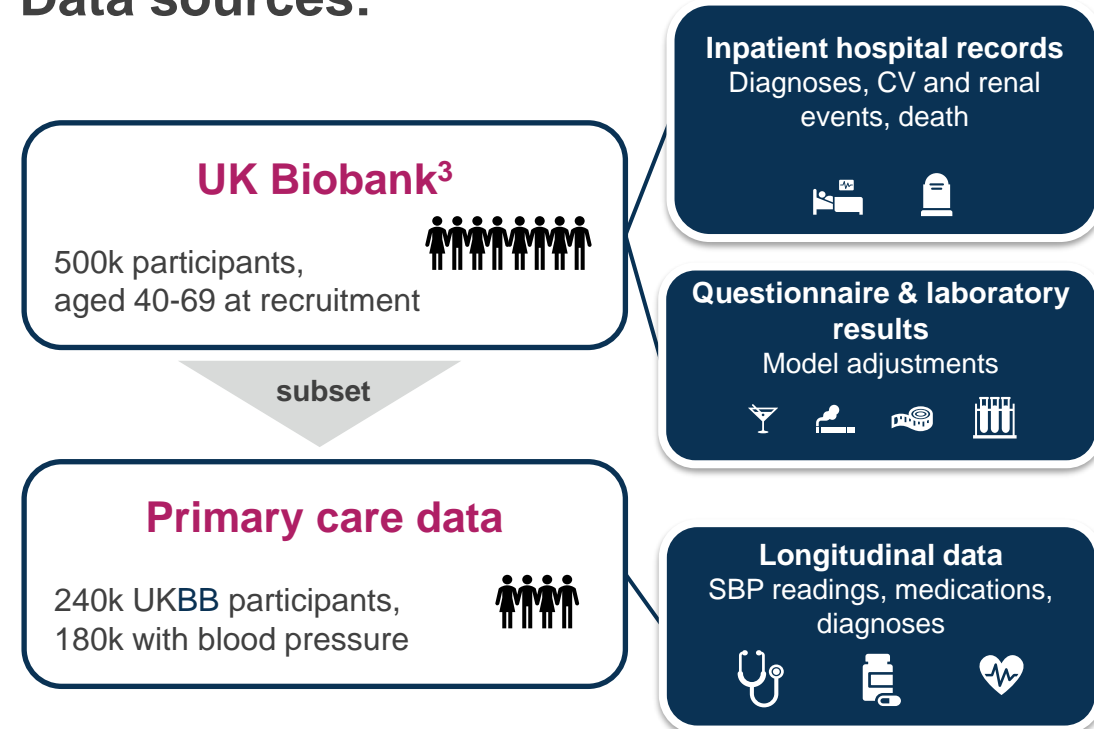 Data sources:
UK Biobank³
500k participants,
aged 40-69 at recruitment
subset
Primary care data
240k UKBB participants,
180k with blood pressure
Inpatient hospital records
Diagnoses, CV and renal
events, death
Questionnaire & laboratory
results
Model adjustments
Longitudinal data
SBP readings, medications,
diagnoses